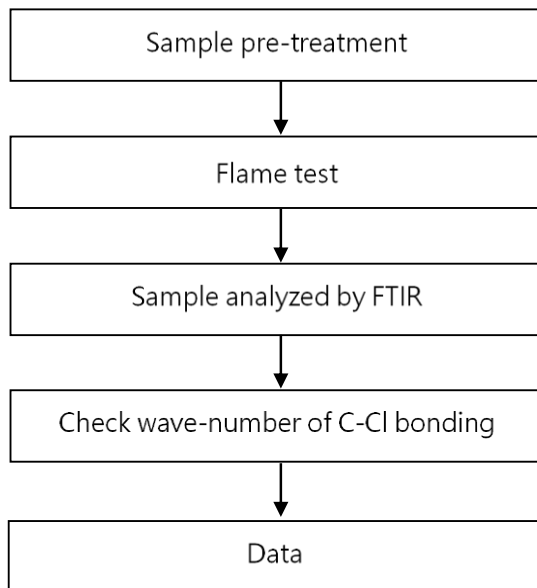 Sample pre-treatment
Flame test
Sample analyzed by FTIR
Check wave-number of C-Cl bonding
Data